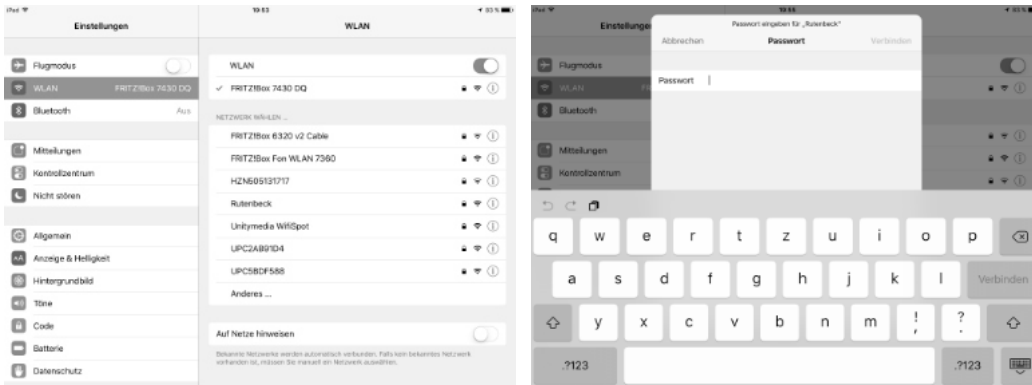 iPad
19:53
83 %
Einstellungen
WLAN
Flugmodus
WLAN FRITZ!Box 7430 DQ
Bluetooth Aus
Mitteilungen
Kontrollzentrum
Nicht stören
Allgemein
Anzeige & Helligkeit
Hintergrundbild
Töne
Code
Batterie
Datenschutz
WLAN
FRITZ!Box 7430 DQ
NETZWERK WÄHLEN ...
FRITZ!Box 6320 v2 Cable
FRITZ!Box Fon WLAN 7360
HZN505131717
Rutenbeck
Unitymedia WifiSpot
UPC2AB91D4
UPC5BDF588
Anderes ...
Auf Netze hinweisen
Bekannte Netzwerke werden automatisch verbunden. Falls kein bekanntes Netzwerk
vorhanden ist, müssen Sie manuell ein Netzwerk auswählen.
iPad
83 %
Einstellungen
Passwort eingeben für „Rutenbeck“
Abbrechen Passwort Verbinden
Passwort
Flugmodus
WLAN
Bluetooth
Mitteilungen
Kontrollzentrum
q w e r t z u i o p
a s d f g h j k l Verbinden
y x c v b n m ! , ? .
.?123 .?123